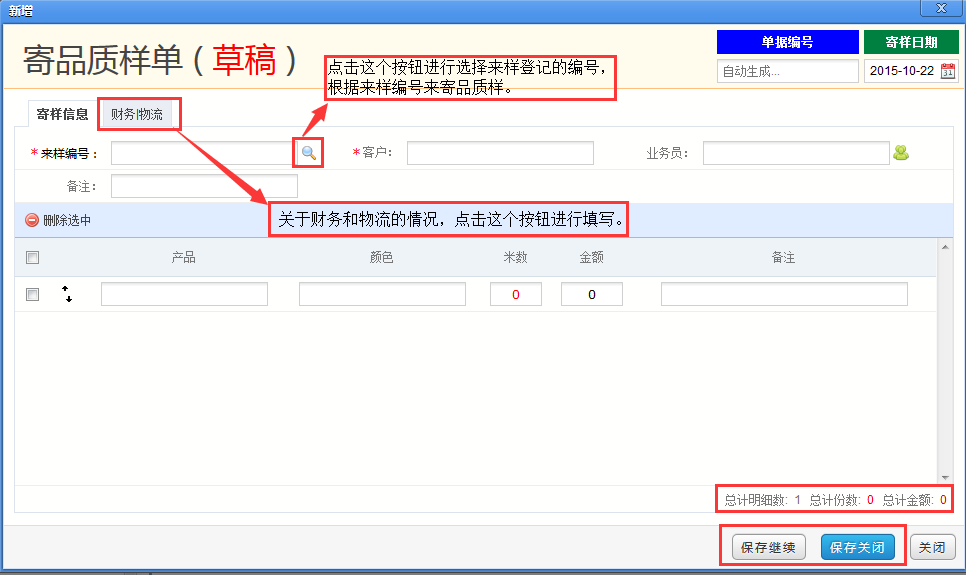 新增
X
寄品质样单（草稿）
单据编号
寄样日期
自动生成...
2015-10-22
31
点击这个按钮进行选择来样登记的编号，
根据来样编号来寄品质样。
寄样信息
财务|物流
*来样编号：
*客户：
业务员：
备注：
关于财务和物流的情况，点击这个按钮进行填写。
删除选中
产品 颜色 米数 金额 备注
0 0
总计明细数: 1 总计份数: 0 总计金额: 0
保存继续 保存关闭 关闭